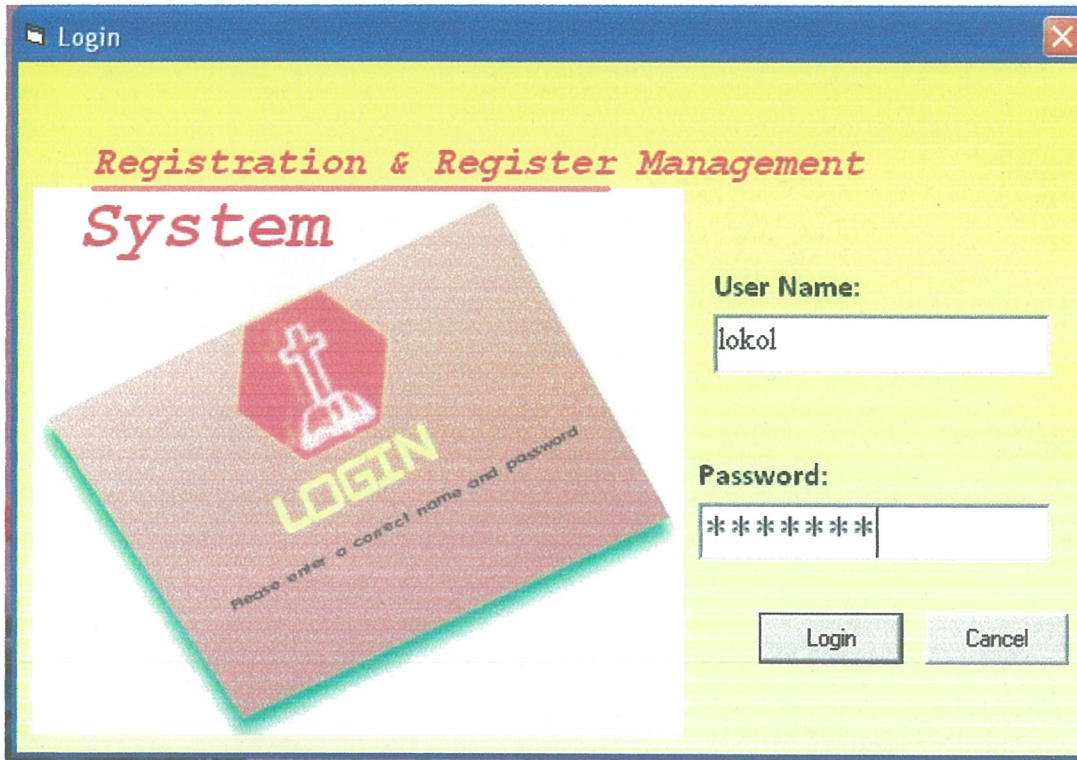 Login
Registration & Register Management
System
LOGIN
Please enter a correct name and password
User Name:
lokol
Password:
*******
Login
Cancel